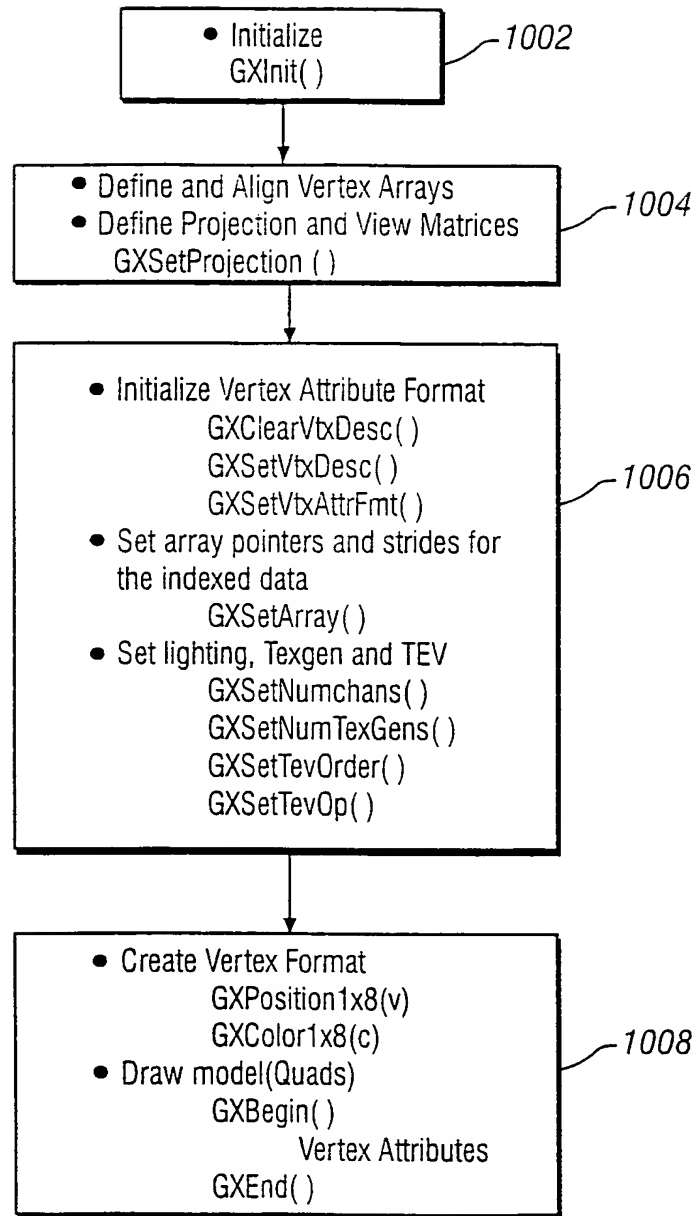 • Initialize
GXInit( )
1002
• Define and Align Vertex Arrays
• Define Projection and View Matrices
GXSetProjection ( )
1004
• Initialize Vertex Attribute Format
GXClearVtxDesc( )
GXSetVtxDesc( )
GXSetVtxAttrFmt( )
• Set array pointers and strides for
the indexed data
GXSetArray( )
• Set lighting, Texgen and TEV
GXSetNumchans( )
GXSetNumTexGens( )
GXSetTevOrder( )
GXSetTevOp( )
1006
• Create Vertex Format
GXPosition1x8(v)
GXColor1x8(c)
• Draw model(Quads)
GXBegin( )
Vertex Attributes
GXEnd( )
1008